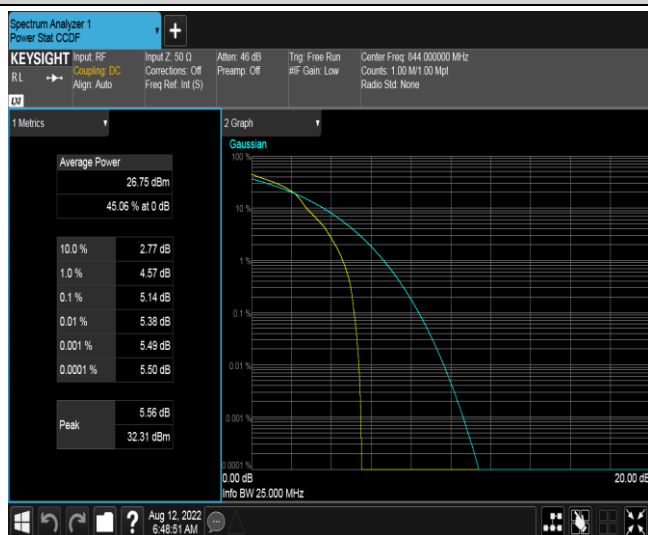 Spectrum Analyzer 1
Power Stat CCDF
+
KEYSIGHT
R L
LXI
Input: RF
Coupling: DC
Align: Auto
Input Z: 50 Ω
Corrections: Off
Freq Ref: Int (S)
Atten: 46 dB
Preamp: Off
Trig: Free Run
#IF Gain: Low
Center Freq: 844.000000 MHz
Counts: 1.00 M/1.00 Mpt
Radio Std: None
1 Metrics
Average Power
26.75 dBm
45.06 % at 0 dB
10.0 % 2.77 dB
1.0 % 4.57 dB
0.1 % 5.14 dB
0.01 % 5.38 dB
0.001 % 5.49 dB
0.0001 % 5.50 dB
Peak
5.56 dB
32.31 dBm
2 Graph
Gaussian
100 %
10 %
1 %
0.1 %
0.01 %
0.001 %
0.0001 %
0.00 dB 20.00 dB
Info BW 25.000 MHz
?
Aug 12, 2022
6:48:51 AM